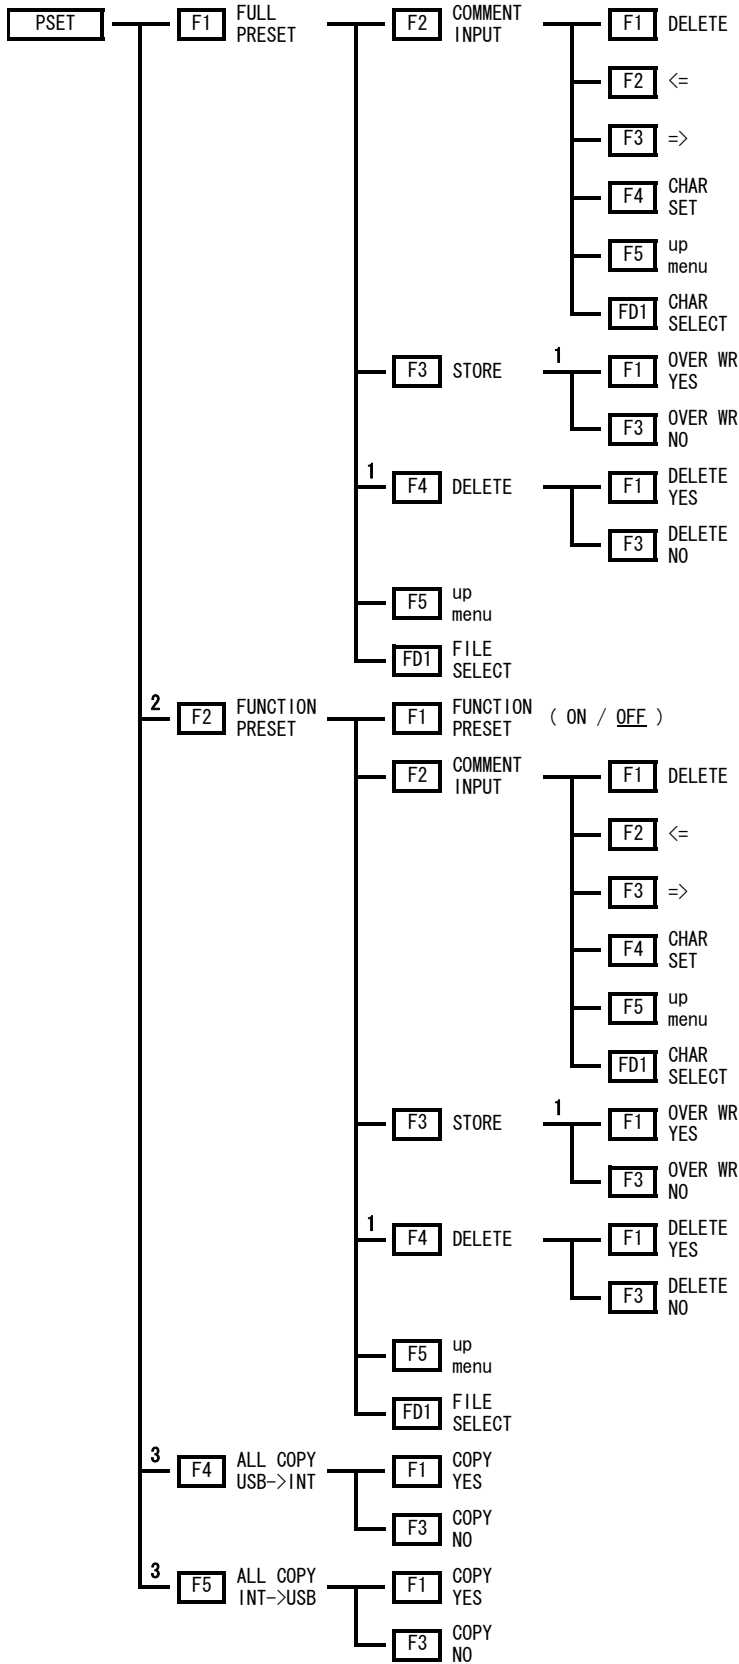 PSET F1 FULL F2 COMMENT F1 DELETE
PRESET INPUT
F2 <=
F3 =>
F4 CHAR
SET
F5 up
menu
FD1 CHAR
SELECT
F3 STORE 1 F1 OVER WR
YES
F3 OVER WR
NO
1 F4 DELETE F1 DELETE
YES
F3 DELETE
NO
F5 up
menu
FD1 FILE
SELECT
2 F2 FUNCTION F1 FUNCTION ( ON / OFF )
PRESET PRESET
F2 COMMENT F1 DELETE
INPUT
F2 <=
F3 =>
F4 CHAR
SET
F5 up
menu
FD1 CHAR
SELECT
F3 STORE 1 F1 OVER WR
YES
F3 OVER WR
NO
1 F4 DELETE F1 DELETE
YES
F3 DELETE
NO
F5 up
menu
FD1 FILE
SELECT
3 F4 ALL COPY F1 COPY
USB->INT YES
F3 COPY
NO
3 F5 ALL COPY F1 COPY
INT->USB YES
F3 COPY
NO